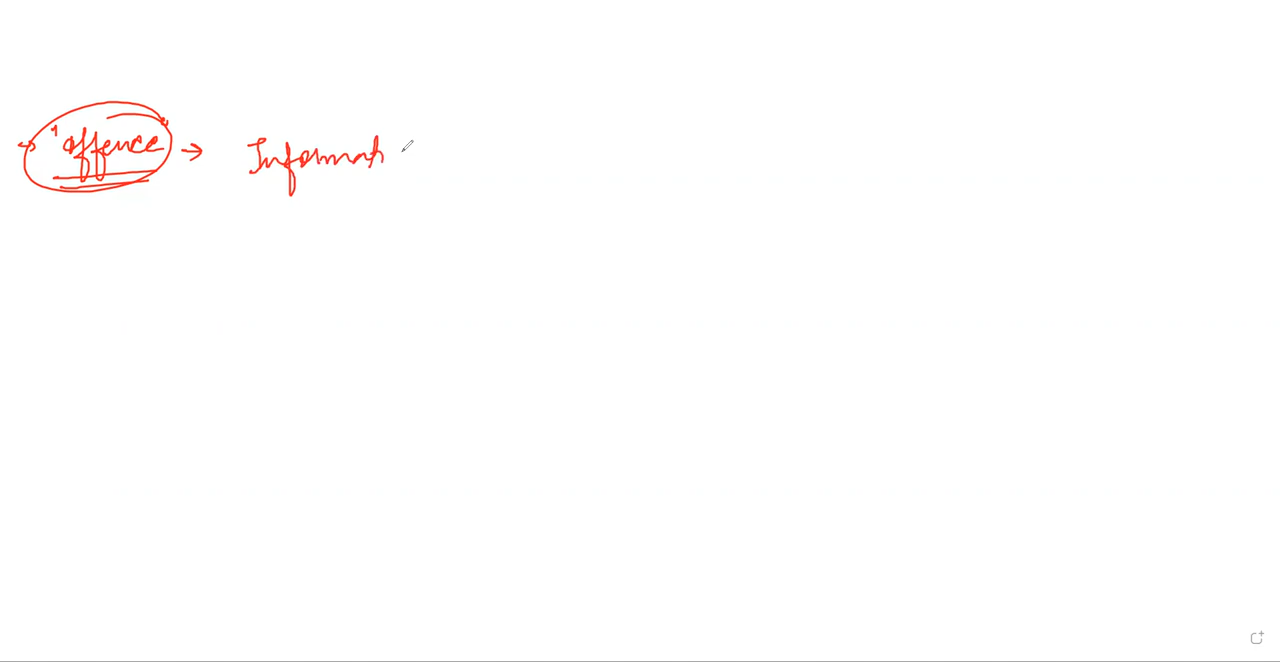 → offence → Informat